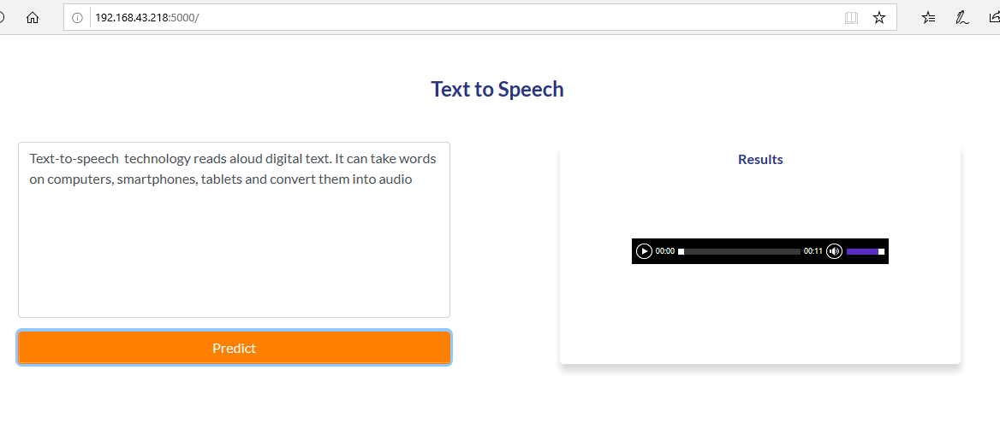 192.168.43.218:5000/
Text to Speech
Text-to-speech  technology reads aloud digital text. It can take words
on computers, smartphones, tablets and convert them into audio
Predict
Results
00:00
00:11